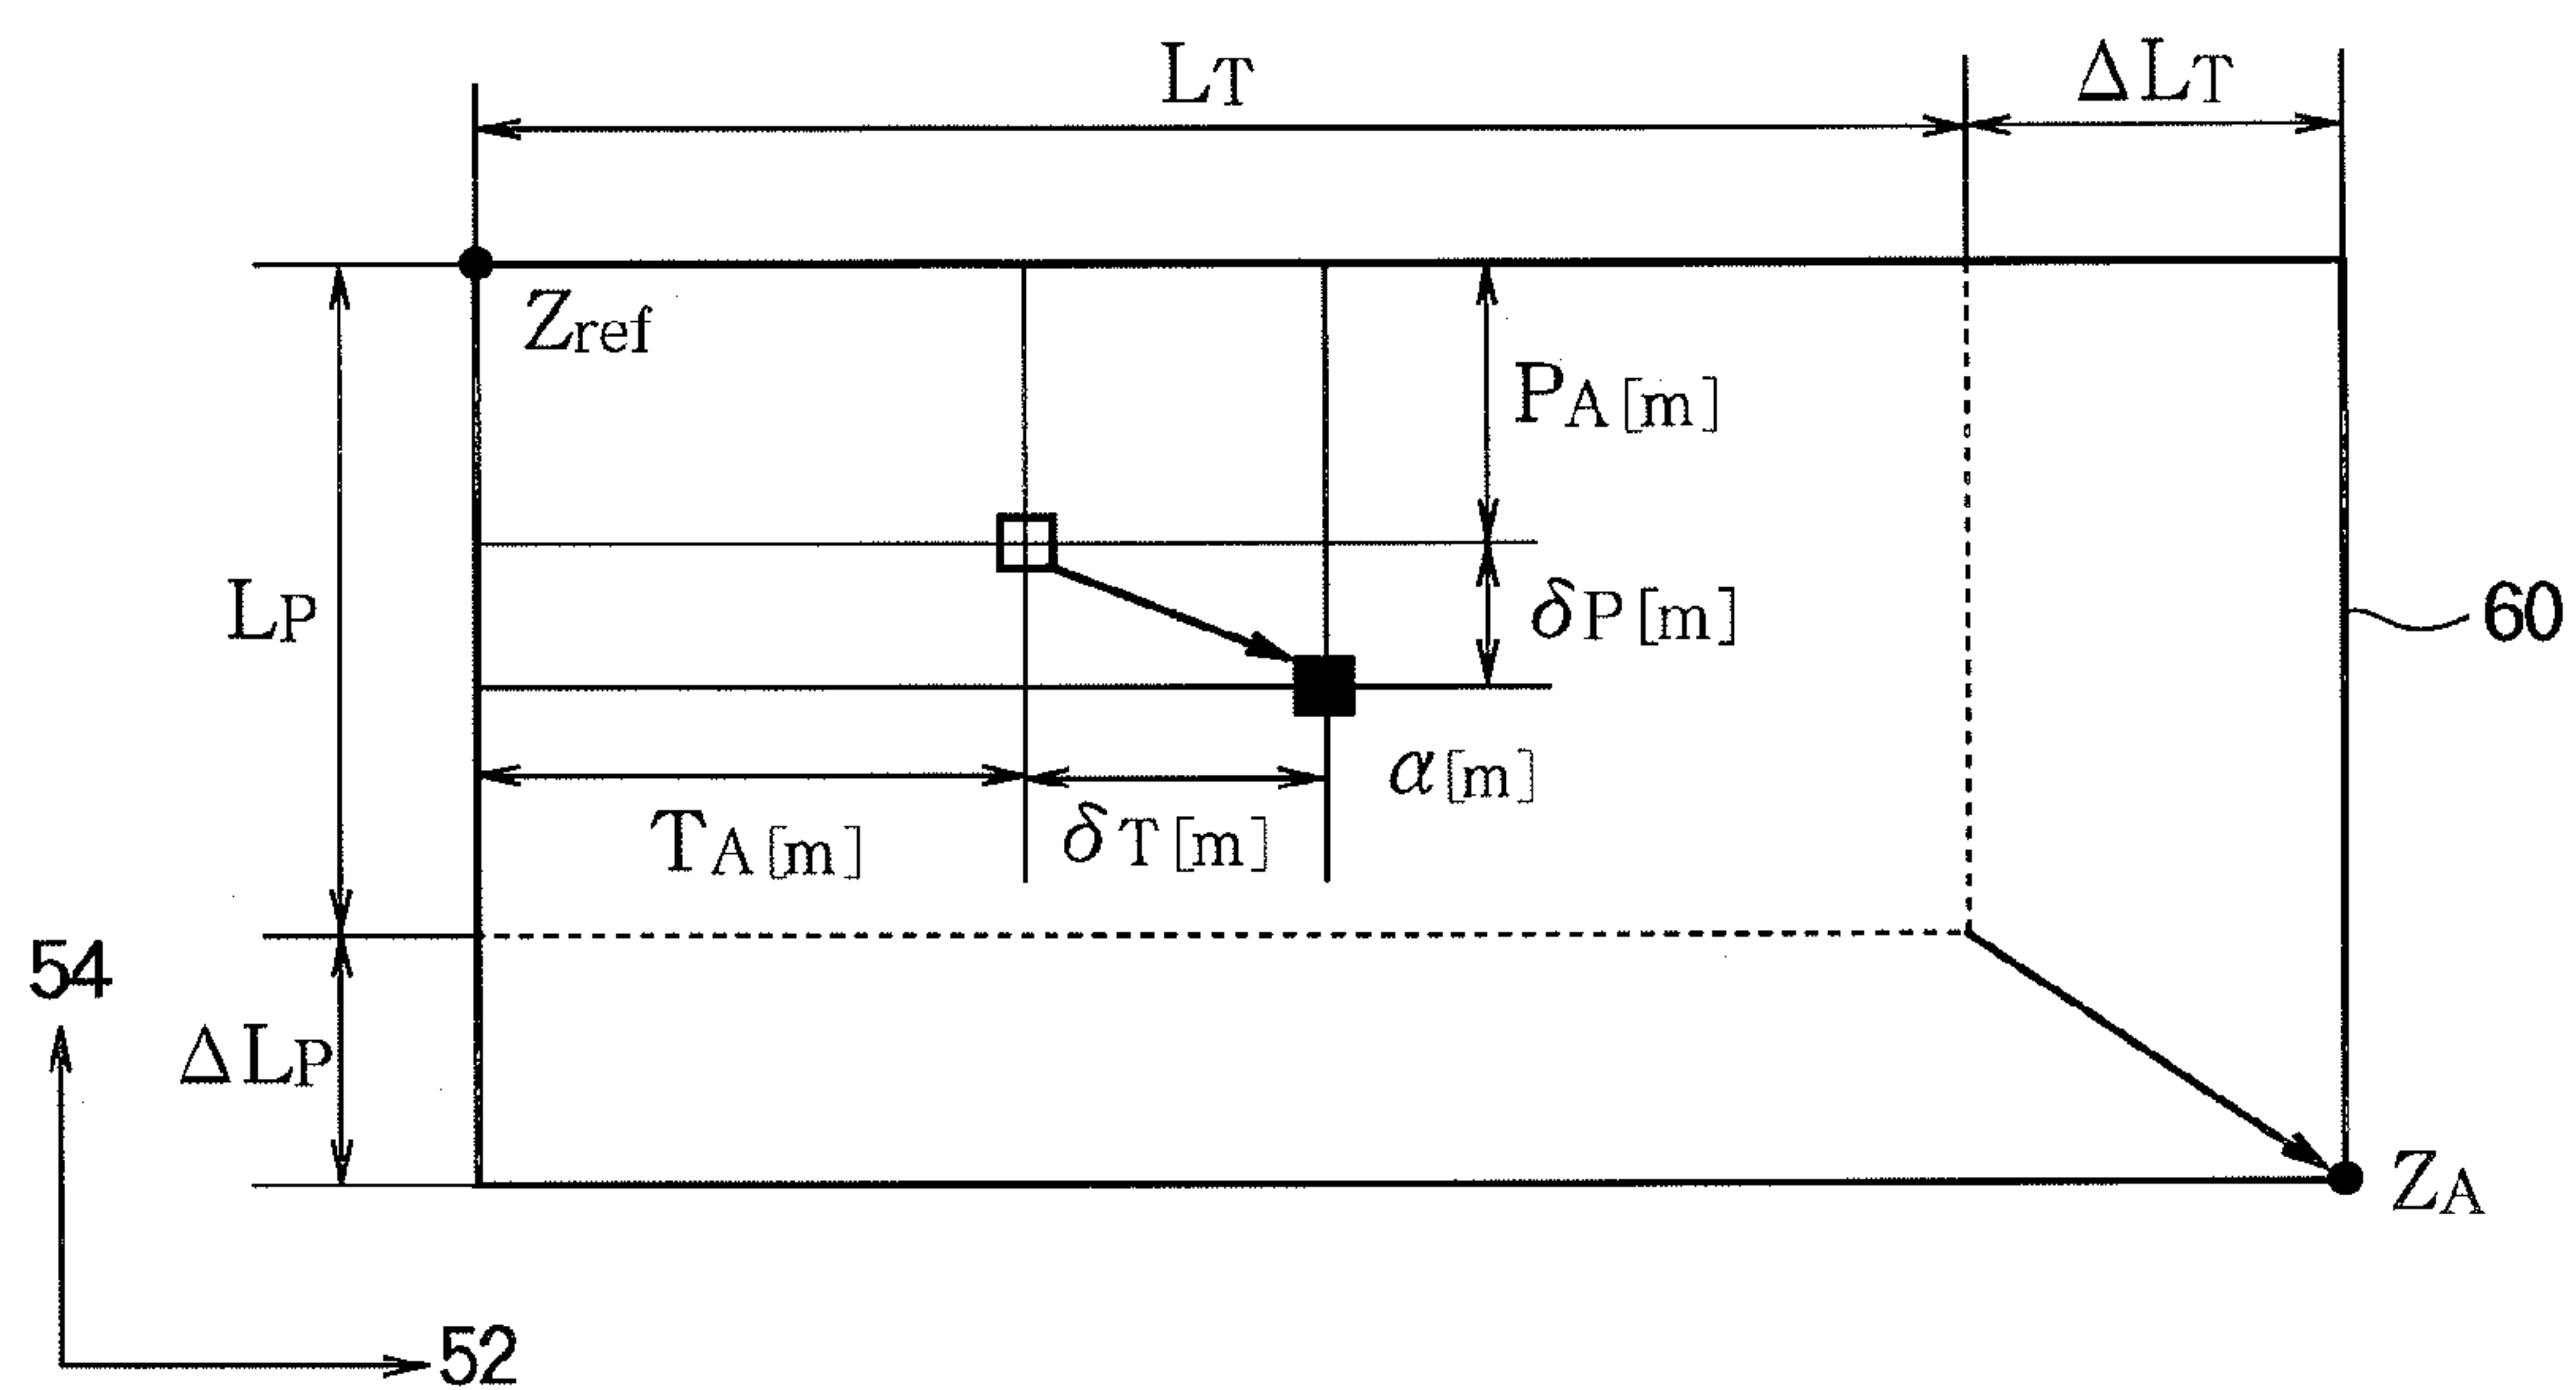 LT
ΔLT
Zref
PA[m]
LP
δP[m]
60
α[m]
TA[m]
δT[m]
54
ΔLP
ZA
52